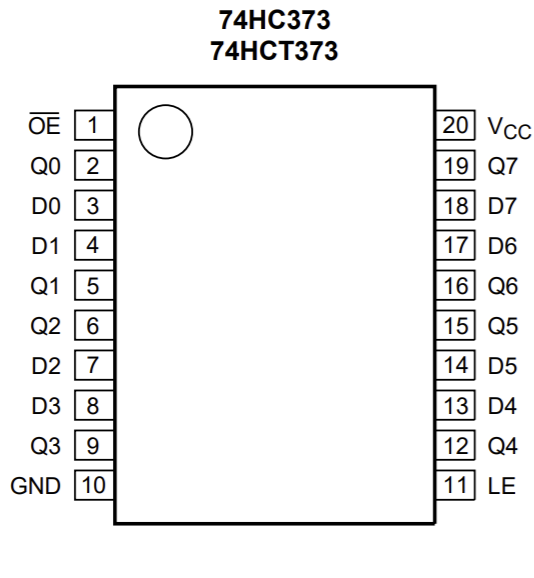 74HC373
74HCT373
OE 1 20 VCC
Q0 2 19 Q7
D0 3 18 D7
D1 4 17 D6
Q1 5 16 Q6
Q2 6 15 Q5
D2 7 14 D5
D3 8 13 D4
Q3 9 12 Q4
GND 10 11 LE